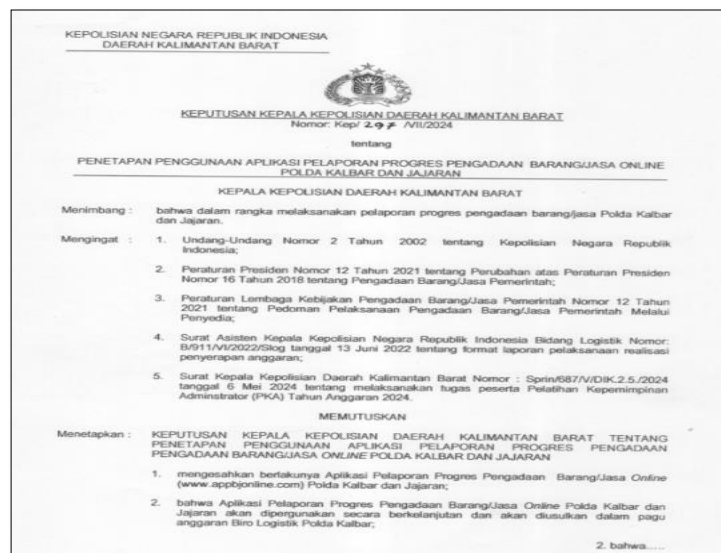 KEPOLISIAN NEGARA REPUBLIK INDONESIA
DAERAH KALIMANTAN BARAT
KEPUTUSAN KEPALA KEPOLISIAN DAERAH KALIMANTAN BARAT
Nomor: Kep/ 297 /VII/2024
tentang
PENETAPAN PENGGUNAAN APLIKASI PELAPORAN PROGRES PENGADAAN BARANG/JASA ONLINE
POLDA KALBAR DAN JAJARAN
KEPALA KEPOLISIAN DAERAH KALIMANTAN BARAT
Menimbang : bahwa dalam rangka melaksanakan pelaporan progres pengadaan barang/jasa Polda Kalbar
dan Jajaran.
Mengingat : 1. Undang-Undang Nomor 2 Tahun 2002 tentang Kepolisian Negara Republik
Indonesia;
2. Peraturan Presiden Nomor 12 Tahun 2021 tentang Perubahan atas Peraturan Presiden
Nomor 16 Tahun 2018 tentang Pengadaan Barang/Jasa Pemerintah;
3. Peraturan Lembaga Kebijakan Pengadaan Barang/Jasa Pemerintah Nomor 12 Tahun
2021 tentang Pedoman Pelaksanaan Pengadaan Barang/Jasa Pemerintah Melalui
Penyedia;
4. Surat Asisten Kepala Kepolisian Negara Republik Indonesia Bidang Logistik Nomor:
B/911/VI/2022/Slog tanggal 13 Juni 2022 tentang format laporan pelaksanaan realisasi
penyerapan anggaran;
5. Surat Kepala Kepolisian Daerah Kalimantan Barat Nomor : Sprin/687/V/DIK.2.5./2024
tanggal 6 Mei 2024 tentang melaksanakan tugas peserta Pelatihan Kepemimpinan
Adminstrator (PKA) Tahun Anggaran 2024.
MEMUTUSKAN
Menetapkan : KEPUTUSAN KEPALA KEPOLISIAN DAERAH KALIMANTAN BARAT TENTANG
PENETAPAN PENGGUNAAN APLIKASI PELAPORAN PROGRES PENGADAAN
PENGADAAN BARANG/JASA ONLINE POLDA KALBAR DAN JAJARAN
1. mengesahkan berlakunya Aplikasi Pelaporan Progres Pengadaan Barang/Jasa Online
(www.appbjonline.com) Polda Kalbar dan Jajaran;
2. bahwa Aplikasi Pelaporan Progres Pengadaan Barang/Jasa Online Polda Kalbar dan
Jajaran akan dipergunakan secara berkelanjutan dan akan diusulkan dalam pagu
anggaran Biro Logistik Polda Kalbar;
2. bahwa.....